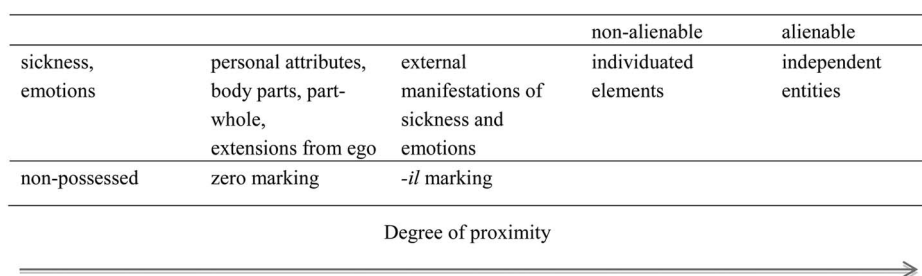 non-alienable alienable
sickness, personal attributes, external individuated independent
emotions body parts, part- manifestations of elements entities
whole, sickness and
extensions from ego emotions
non-possessed zero marking -il marking
Degree of proximity